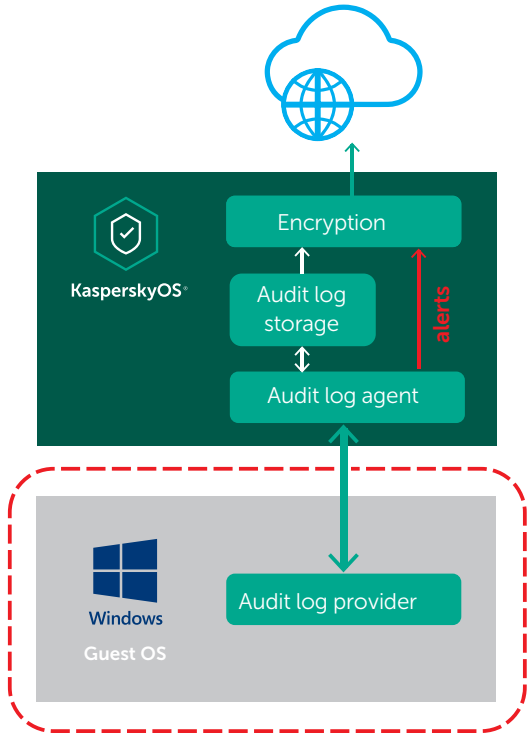 Encryption
KasperskyOS®
Audit log
storage
alerts
Audit log agent
Windows
Guest OS
Audit log provider